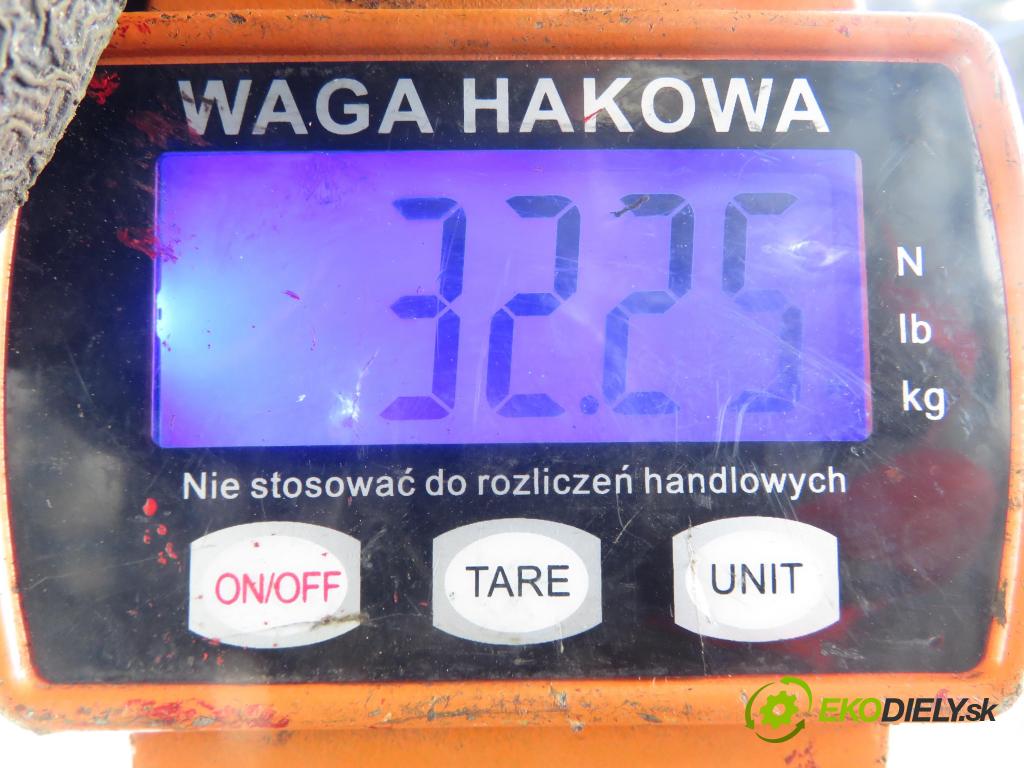 WAGA HAKOWA
32.25
N
lb
kg
Nie stosować do rozliczeń handlowych
ON/OFF
TARE
UNIT
EKODIELY.sk